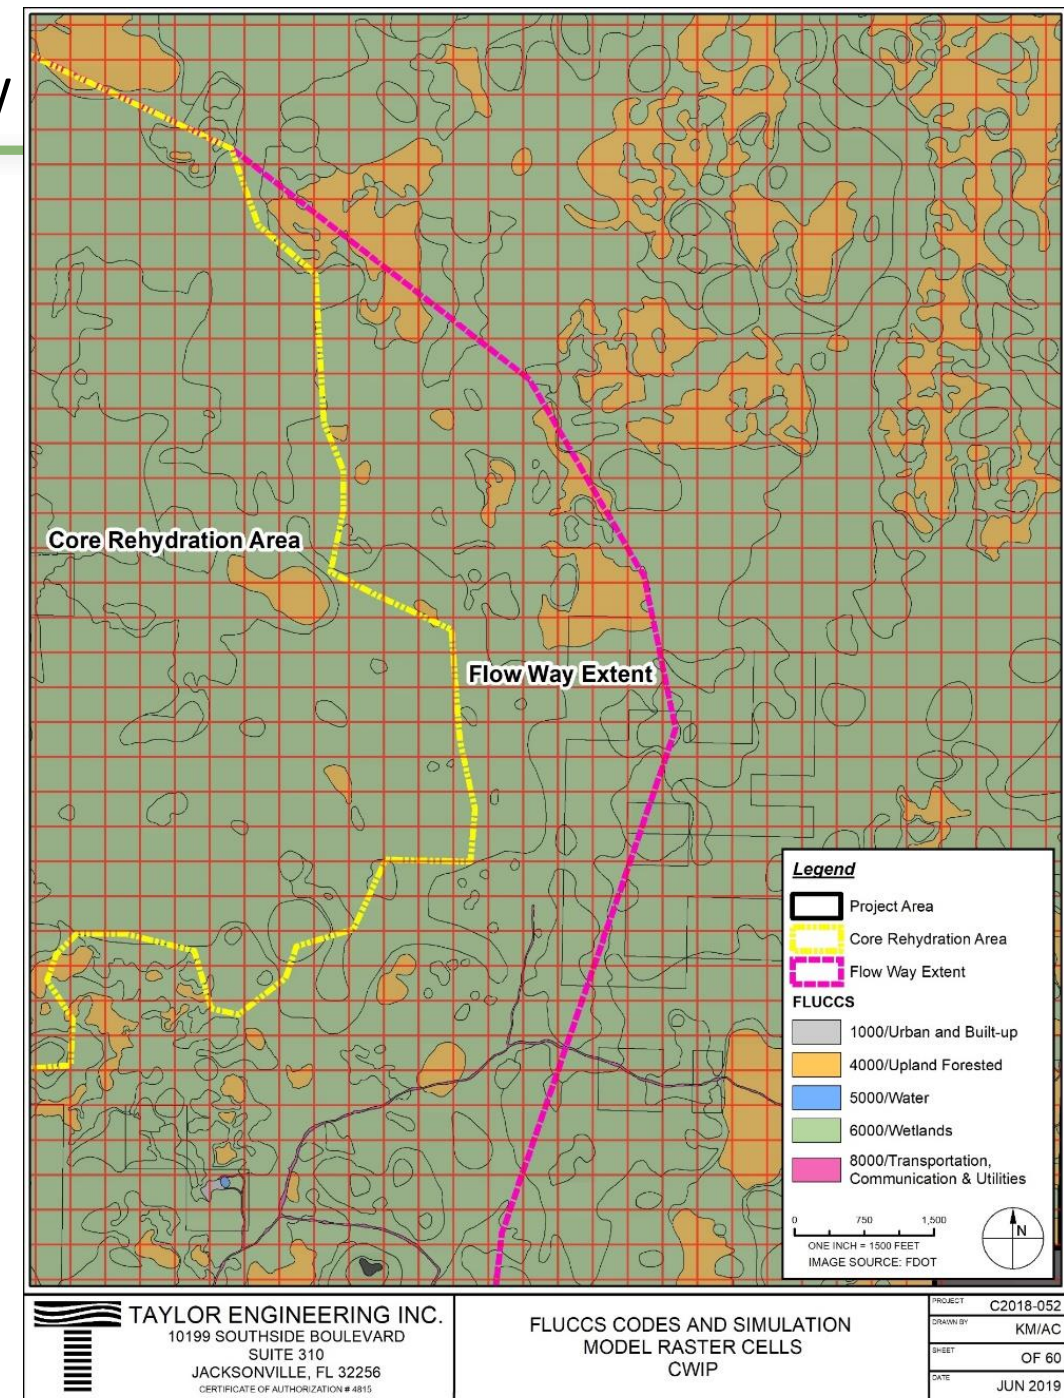 Core Rehydration Area
Flow Way Extent
Legend
Project Area
Core Rehydration Area
Flow Way Extent
FLUCCS
1000/Urban and Built-up
4000/Upland Forested
5000/Water
6000/Wetlands
8000/Transportation,
Communication & Utilities
0 750 1,500
N
ONE INCH = 1500 FEET
IMAGE SOURCE: FDOT
TAYLOR ENGINEERING INC.
10199 SOUTHSIDE BOULEVARD
SUITE 310
JACKSONVILLE, FL 32256
CERTIFICATE OF AUTHORIZATION # 4815
FLUCCS CODES AND SIMULATION
MODEL RASTER CELLS
CWIP
PROJECT C2018-052
DRAWN BY KM/AC
SHEET OF 60
DATE JUN 2019